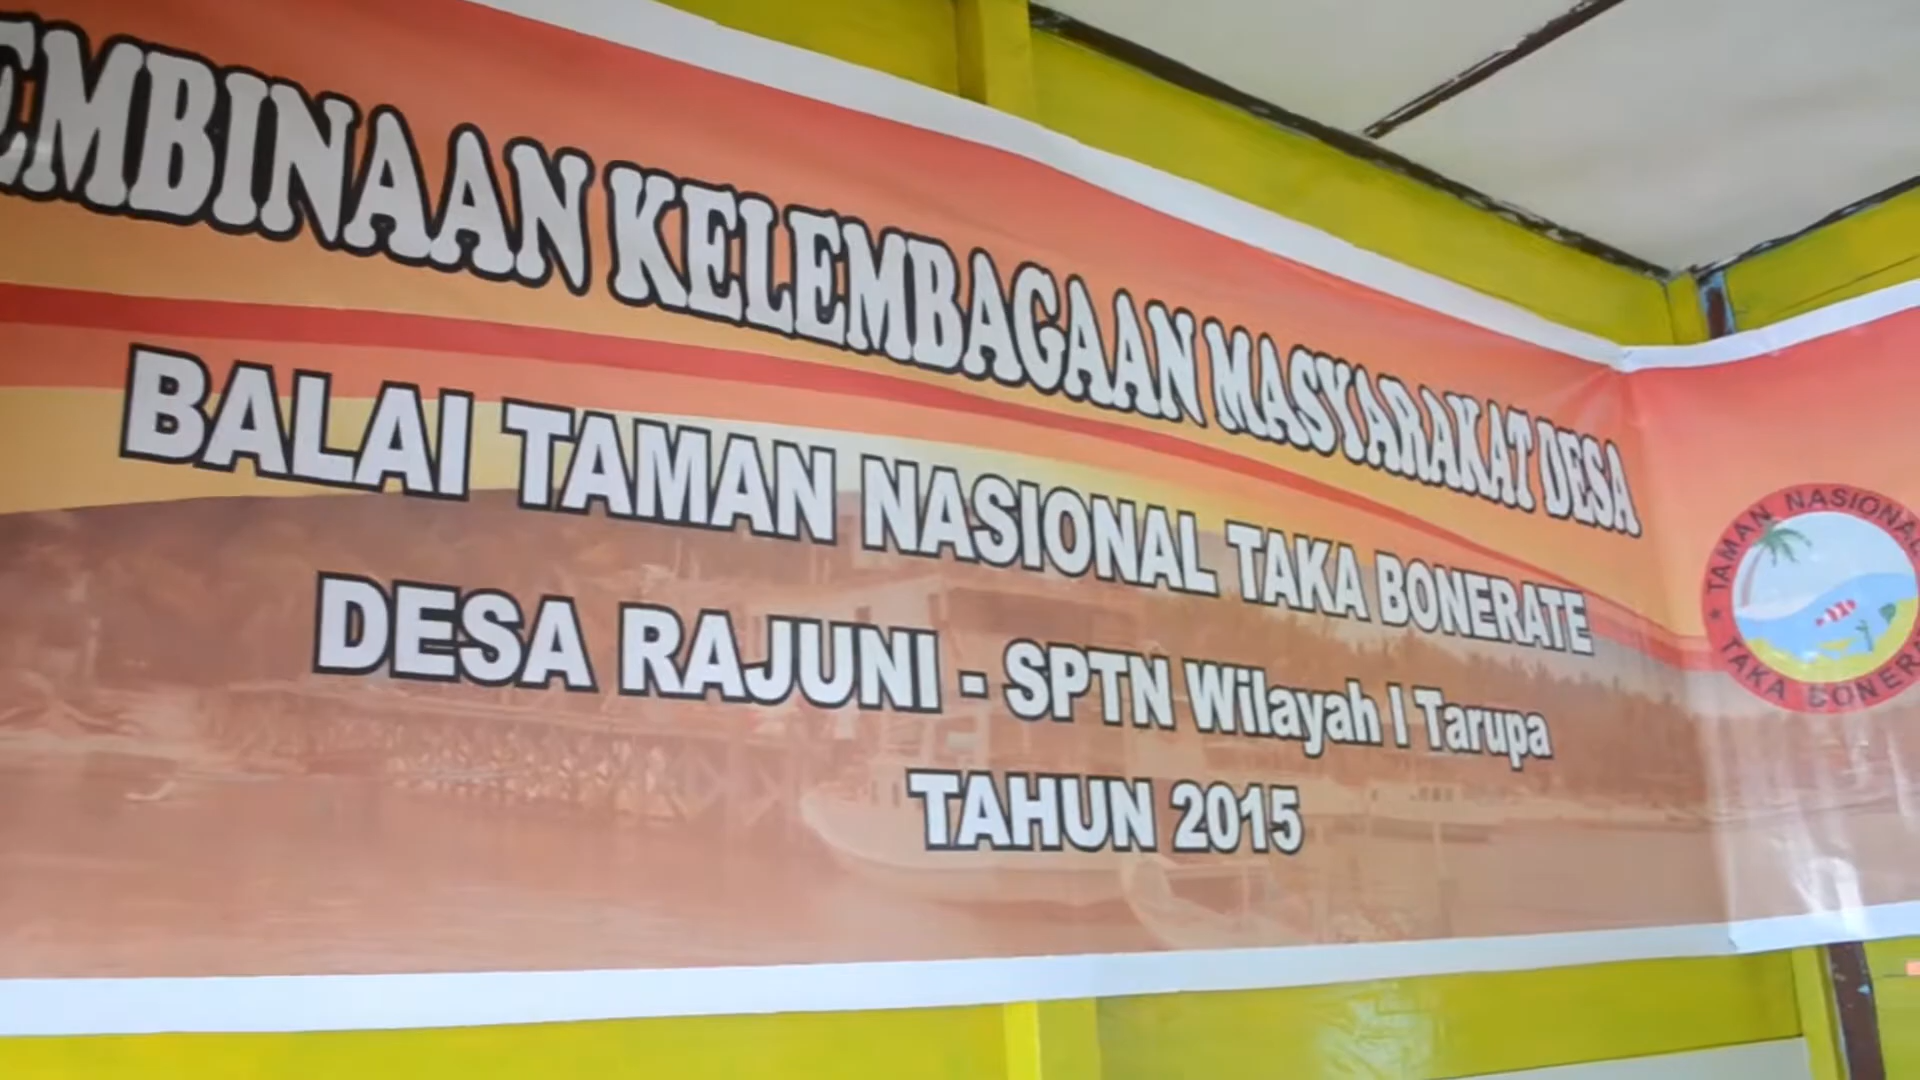 EMBINAAN KELEMBAGAAN MASYARAKAT DESA
BALAI TAMAN NASIONAL TAKA BONERATE
DESA RAJUNI - SPTN Wilayah I Tarupa
TAHUN 2015
TAMAN NASIONAL
TAKA BONERA